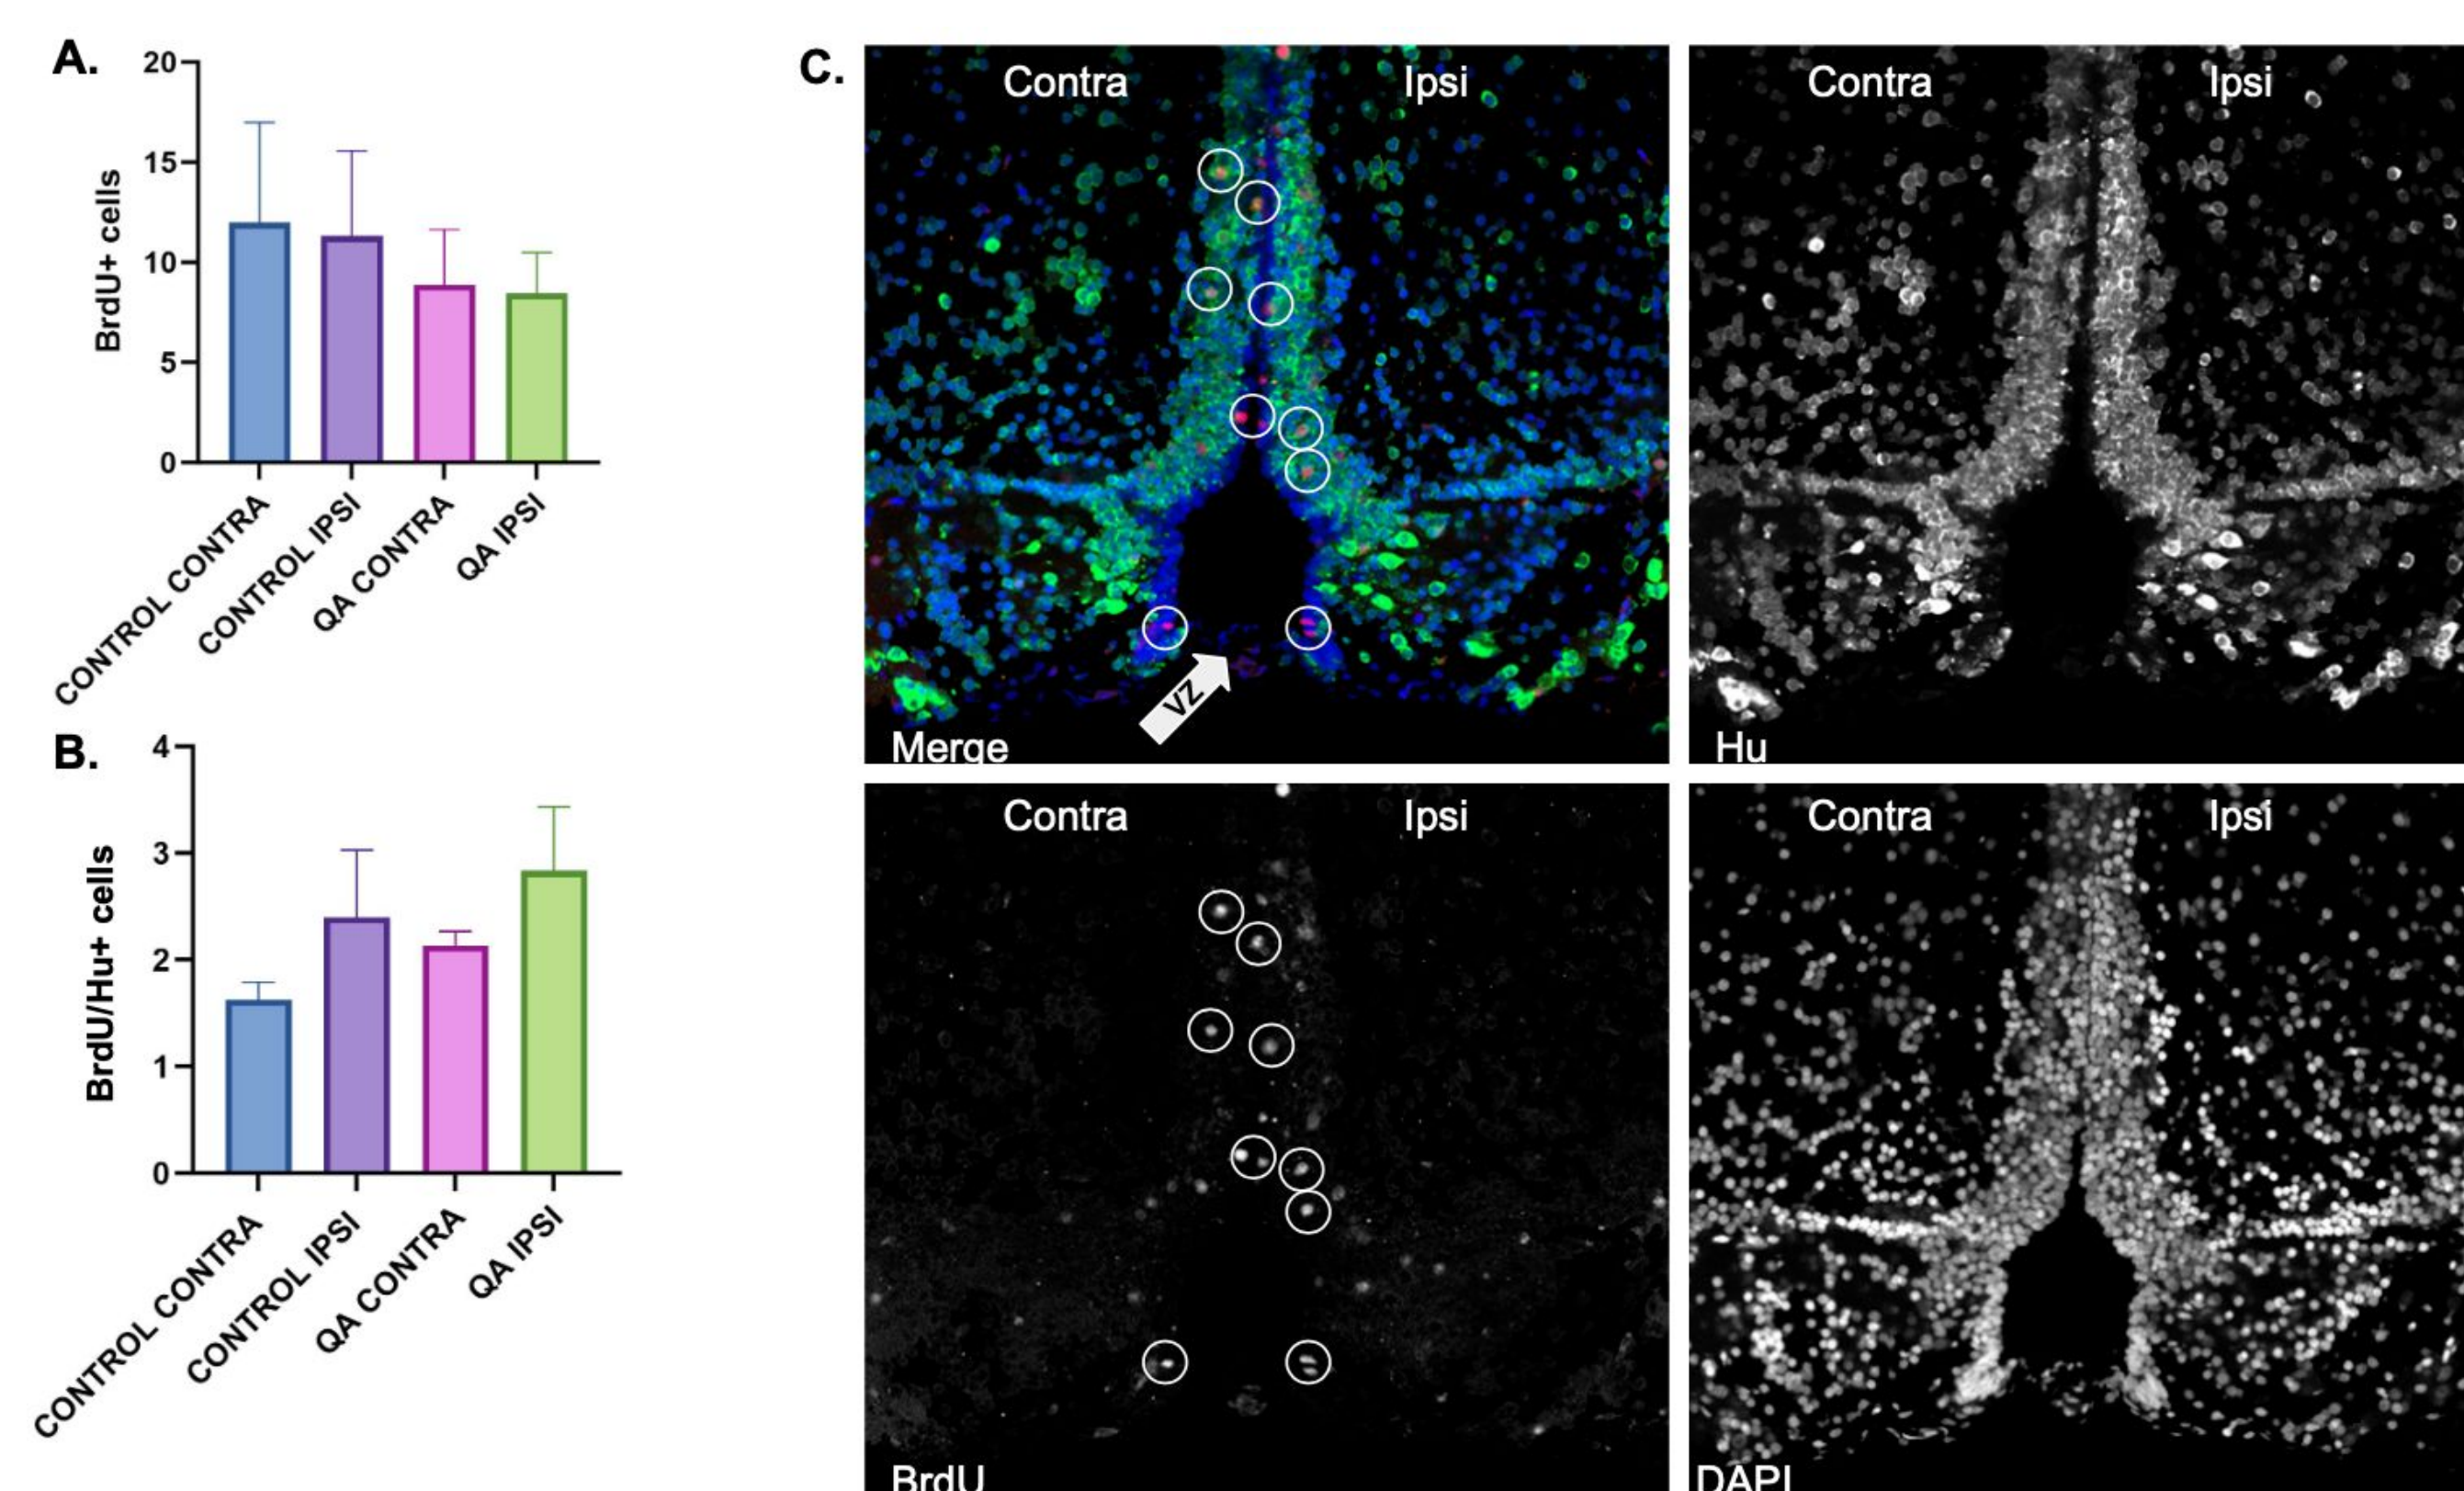 A.
20
15
10
5
0
BrdU+ cells
CONTROL CONTRA
CONTROL IPSI
QA CONTRA
QA IPSI
B.
4
3
2
1
0
BrdU/Hu+ cells
CONTROL CONTRA
CONTROL IPSI
QA CONTRA
QA IPSI
C.
Contra Ipsi
VZ
Merge
Contra Ipsi
Hu
Contra Ipsi
BrdU
Contra Ipsi
DAPI